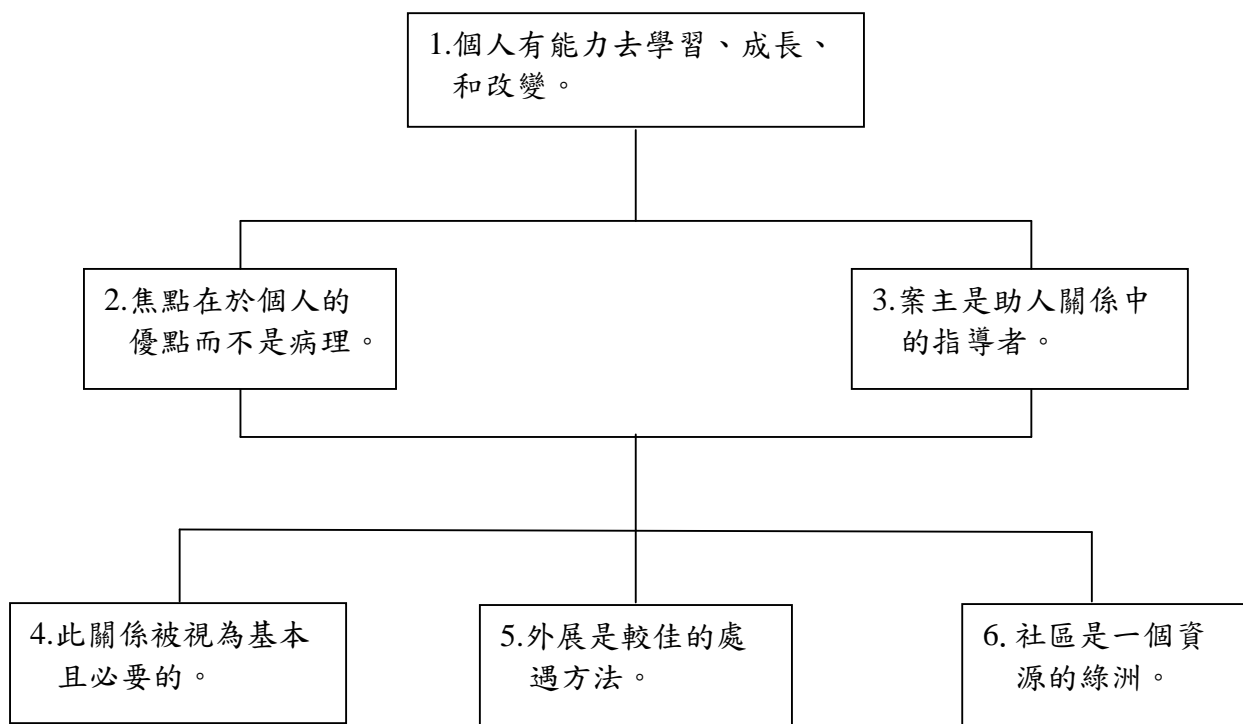 1.個人有能力去學習、成長、
和改變。
2.焦點在於個人的
優點而不是病理。
3.案主是助人關係中
的指導者。
4.此關係被視為基本
且必要的。
5.外展是較佳的處
遇方法。
6. 社區是一個資
源的綠洲。